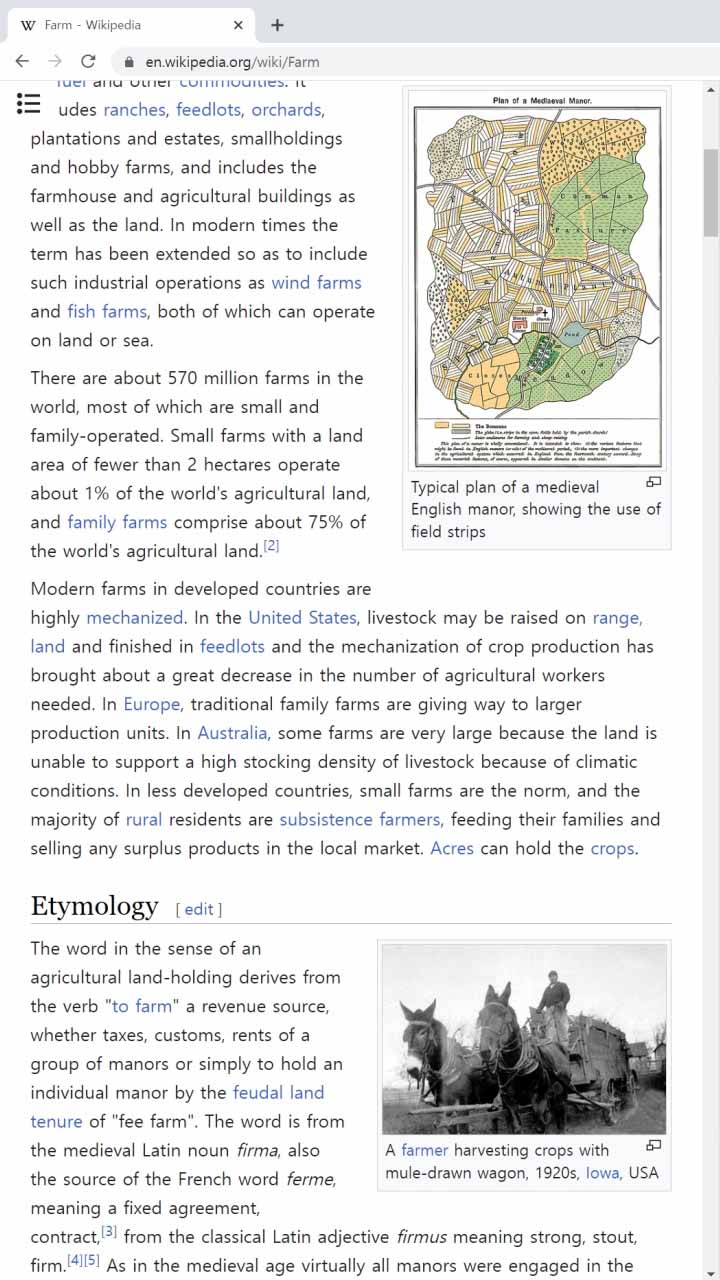 Farm - Wikipedia
en.wikipedia.org/wiki/Farm
fuel and other commodities. It
udes ranches, feedlots, orchards,
plantations and estates, smallholdings
and hobby farms, and includes the
farmhouse and agricultural buildings as
well as the land. In modern times the
term has been extended so as to include
such industrial operations as wind farms
and fish farms, both of which can operate
on land or sea.
Plan of a Mediaeval Manor.
Typical plan of a medieval
English manor, showing the use of
field strips
There are about 570 million farms in the
world, most of which are small and
family-operated. Small farms with a land
area of fewer than 2 hectares operate
about 1% of the world's agricultural land,
and family farms comprise about 75% of
the world's agricultural land.[2]
Modern farms in developed countries are
highly mechanized. In the United States, livestock may be raised on range,
land and finished in feedlots and the mechanization of crop production has
brought about a great decrease in the number of agricultural workers
needed. In Europe, traditional family farms are giving way to larger
production units. In Australia, some farms are very large because the land is
unable to support a high stocking density of livestock because of climatic
conditions. In less developed countries, small farms are the norm, and the
majority of rural residents are subsistence farmers, feeding their families and
selling any surplus products in the local market. Acres can hold the crops.
Etymology [ edit ]
The word in the sense of an
agricultural land-holding derives from
the verb "to farm" a revenue source,
whether taxes, customs, rents of a
group of manors or simply to hold an
individual manor by the feudal land
tenure of "fee farm". The word is from
the medieval Latin noun firma, also
the source of the French word ferme,
meaning a fixed agreement,
contract,[3] from the classical Latin adjective firmus meaning strong, stout,
firm.[4][5] As in the medieval age virtually all manors were engaged in the
A farmer harvesting crops with
mule-drawn wagon, 1920s, Iowa, USA